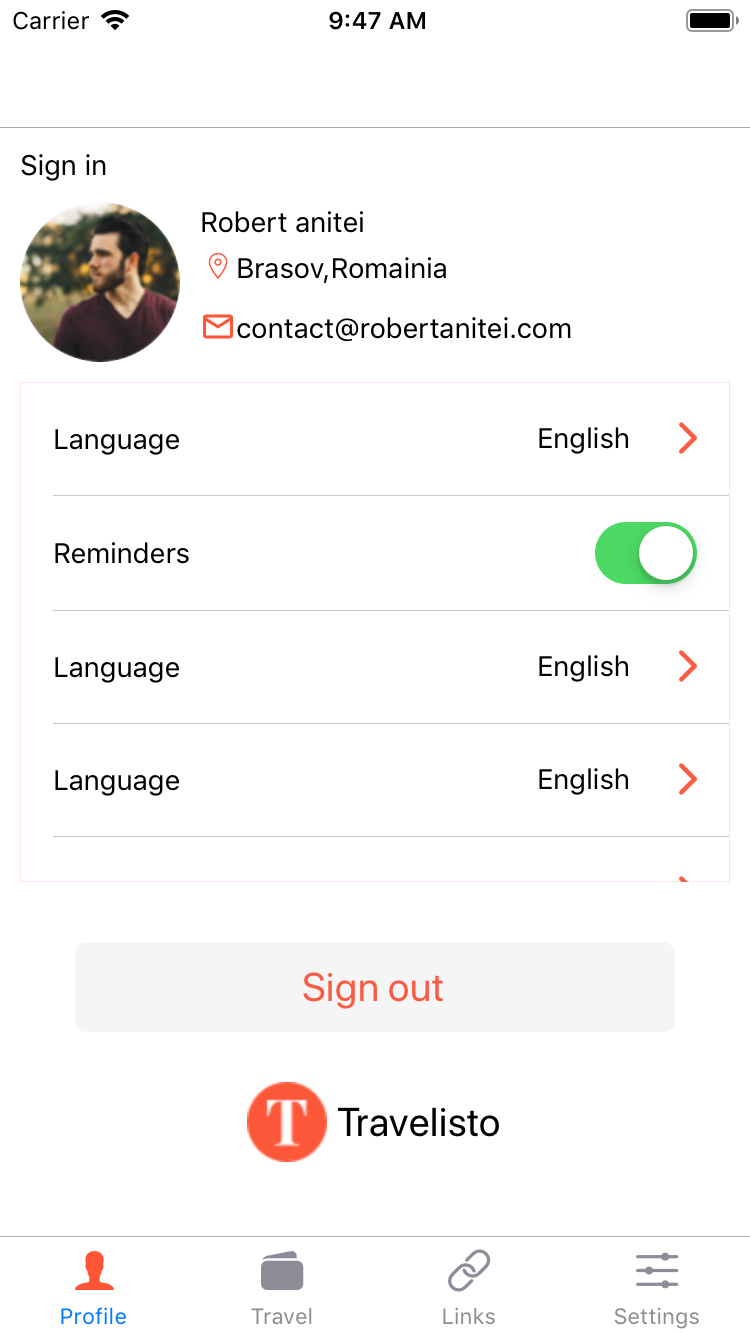 Carrier 9:47 AM
Sign in
Robert anitei
Brasov,Romainia
contact@robertanitei.com
Language English
Reminders
Language English
Language English
Sign out
T Travelisto
Profile Travel Links Settings